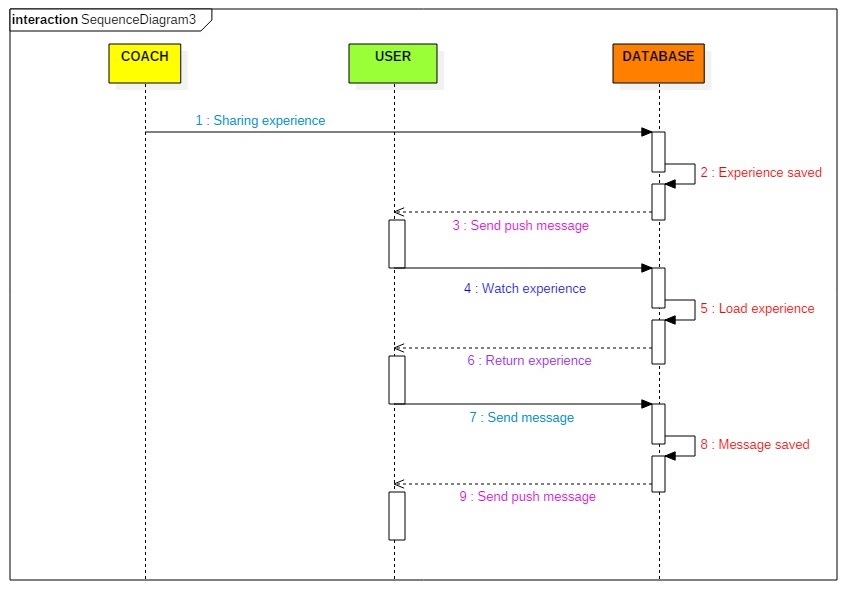 interaction SequenceDiagram3
COACH
USER
DATABASE
1 : Sharing experience
2 : Experience saved
3 : Send push message
4 : Watch experience
5 : Load experience
6 : Return experience
7 : Send message
8 : Message saved
9 : Send push message